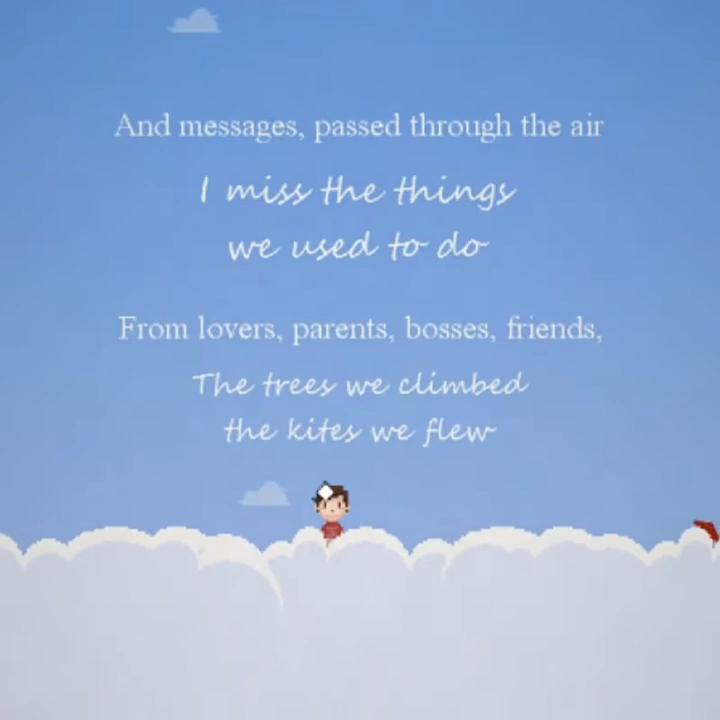 And messages, passed through the air
I miss the things
we used to do
From lovers, parents, bosses, friends,
The trees we climbed
the kites we flew